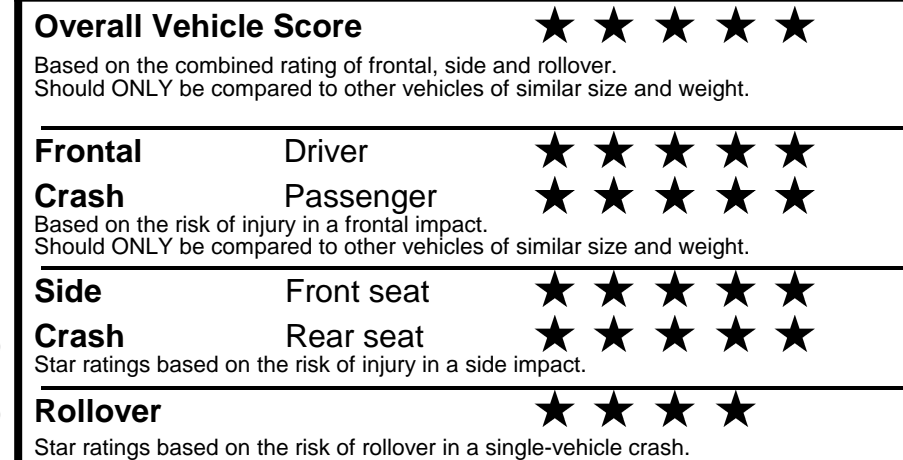 Overall Vehicle Score ★ ★ ★ ★ ★
Based on the combined rating of frontal, side and rollover.
Should ONLY be compared to other vehicles of similar size and weight.
Frontal Driver ★ ★ ★ ★ ★
Crash Passenger ★ ★ ★ ★ ★
Based on the risk of injury in a frontal impact.
Should ONLY be compared to other vehicles of similar size and weight.
Side Front seat ★ ★ ★ ★ ★
Crash Rear seat ★ ★ ★ ★ ★
Star ratings based on the risk of injury in a side impact.
Rollover ★ ★ ★ ★
Star ratings based on the risk of rollover in a single-vehicle crash.